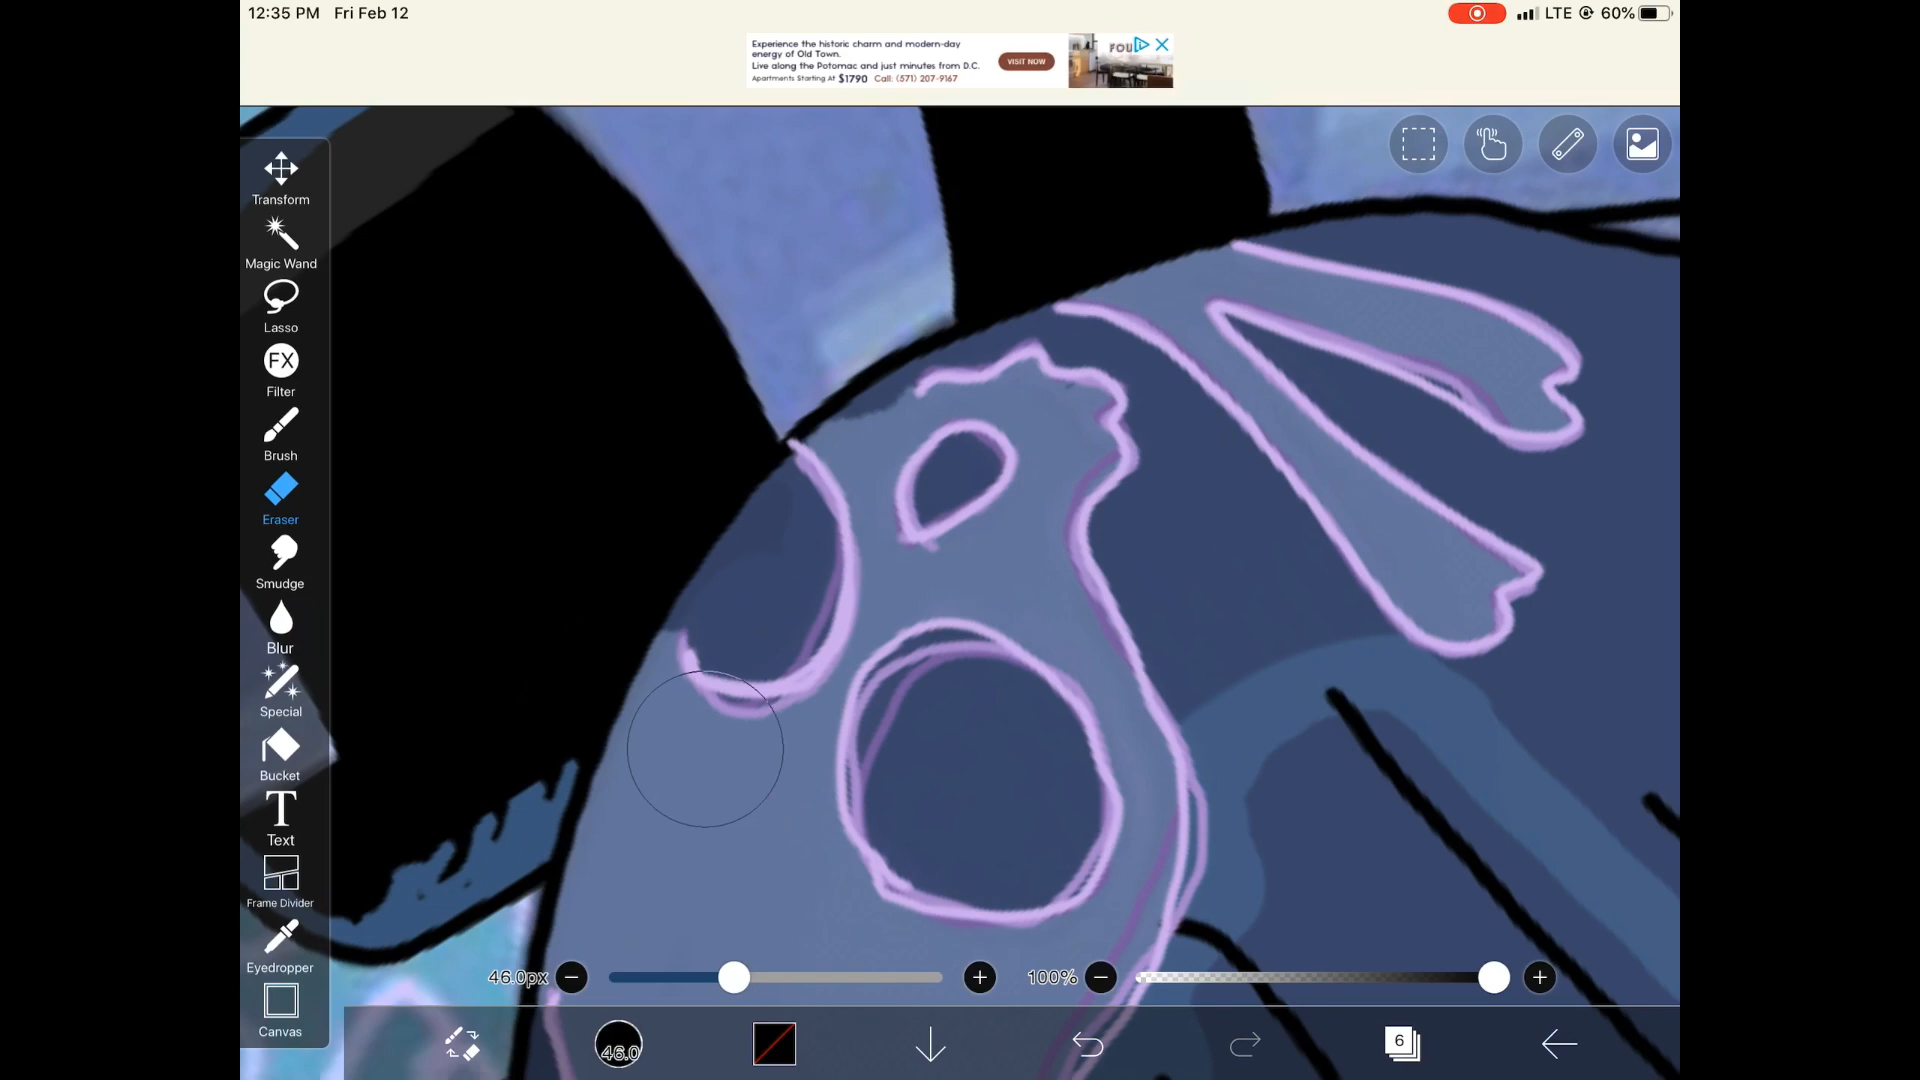 12:35 PM Fri Feb 12
LTE 60%
Experience the historic charm and modern-day
energy of Old Town.
Live along the Potomac and just minutes from D.C.
Apartments Starting At $1790 Call: (571) 207-9167
VISIT NOW
FOU
Transform
Magic Wand
Lasso
FX
Filter
Brush
Eraser
Smudge
Blur
Special
Bucket
T
Text
Frame Divider
Eyedropper
Canvas
46.0px
100%
46.0
6